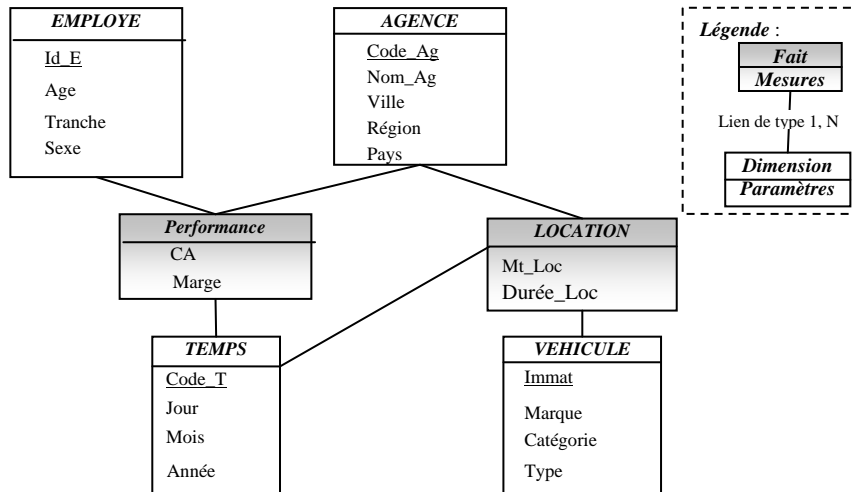 EMPLOYE
Id_E
Age
Tranche
Sexe
AGENCE
Code_Ag
Nom_Ag
Ville
Région
Pays
Légende :
Fait
Mesures
Lien de type 1, N
Dimension
Paramètres
Performance
CA
Marge
LOCATION
Mt_Loc
Durée_Loc
TEMPS
Code_T
Jour
Mois
Année
VEHICULE
Immat
Marque
Catégorie
Type